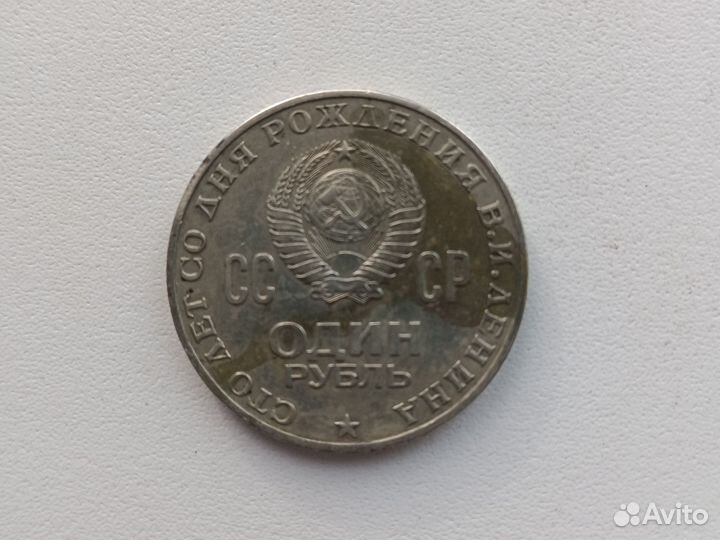 СТО ЛЕТ СО ДНЯ РОЖДЕНИЯ В.И.ЛЕНИНА
СС СР
ОДИН
РУБЛЬ
Avito